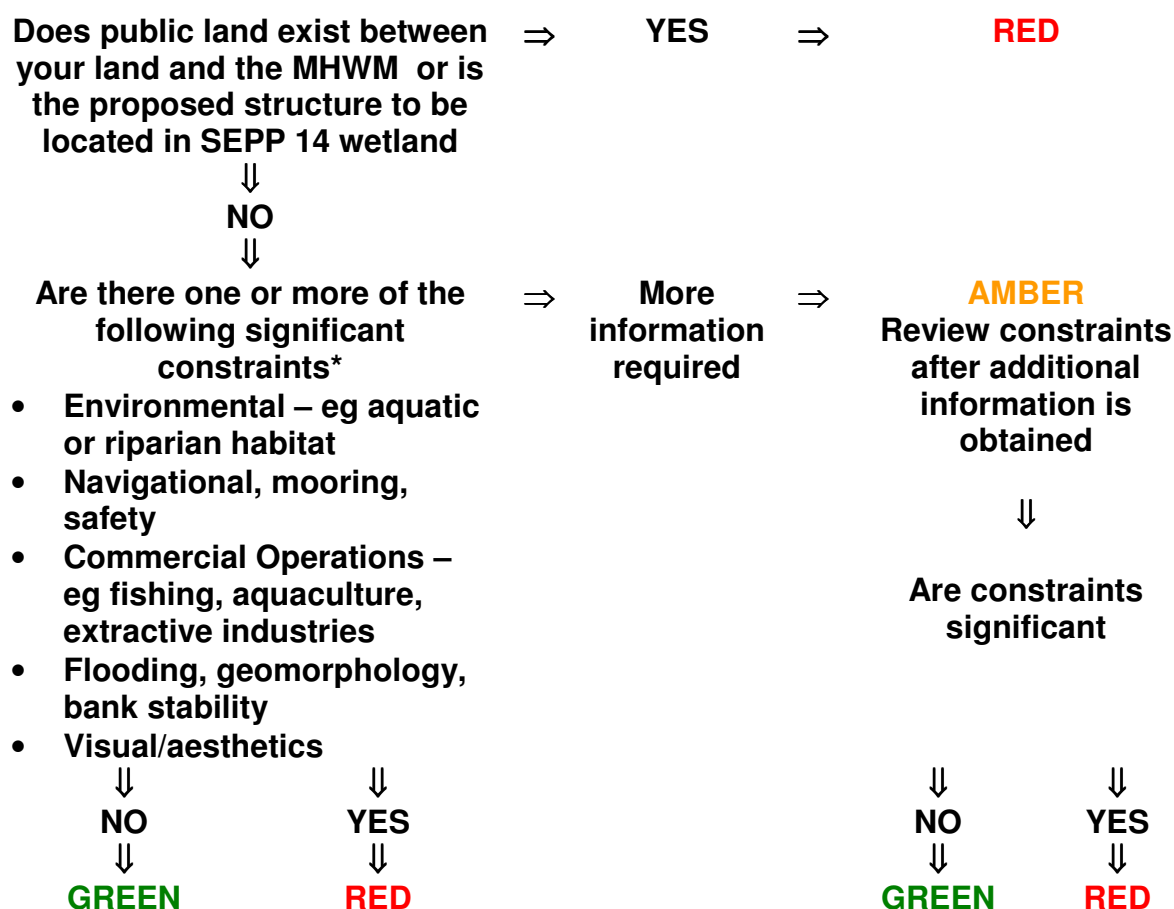 Does public land exist between ⇒ YES ⇒ RED
your land and the MHWM or is
the proposed structure to be
located in SEPP 14 wetland
⇓
NO
⇓
Are there one or more of the ⇒ More ⇒ AMBER
following significant information Review constraints
constraints* required after additional
• Environmental – eg aquatic information is
or riparian habitat obtained
• Navigational, mooring,
safety ⇓
• Commercial Operations –
eg fishing, aquaculture, Are constraints
extractive industries significant
• Flooding, geomorphology,
bank stability
• Visual/aesthetics
⇓ ⇓ ⇓ ⇓
NO YES NO YES
⇓ ⇓ ⇓ ⇓
GREEN RED GREEN RED